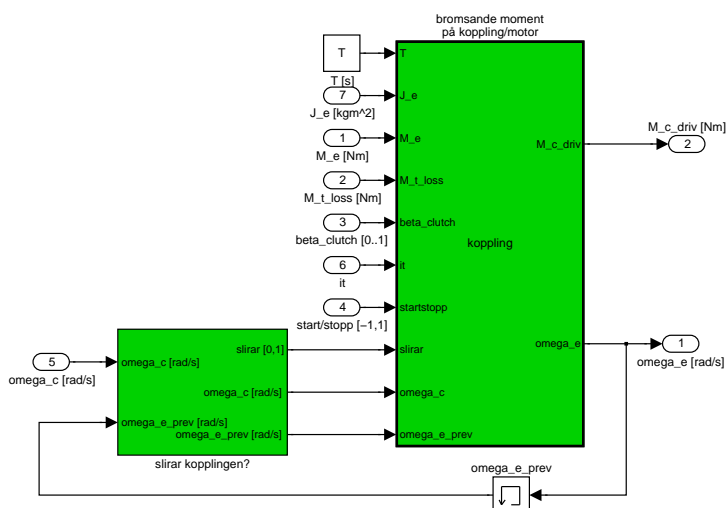 bromsande moment
på koppling/motor
T
T [s]
T
7
J_e [kgm^2]
J_e
1
M_e [Nm]
M_e
M_c_driv
M_c_driv [Nm]
2
2
M_t_loss [Nm]
M_t_loss
3
beta_clutch [0..1]
beta_clutch
koppling
6
it
it
4
start/stopp [−1,1]
startstopp
5
omega_c [rad/s]
omega_c [rad/s]
slirar [0,1]
slirar
omega_e
1
omega_e [rad/s]
omega_c [rad/s]
omega_c
omega_e_prev [rad/s]
omega_e_prev [rad/s]
omega_e_prev
slirar kopplingen?
omega_e_prev